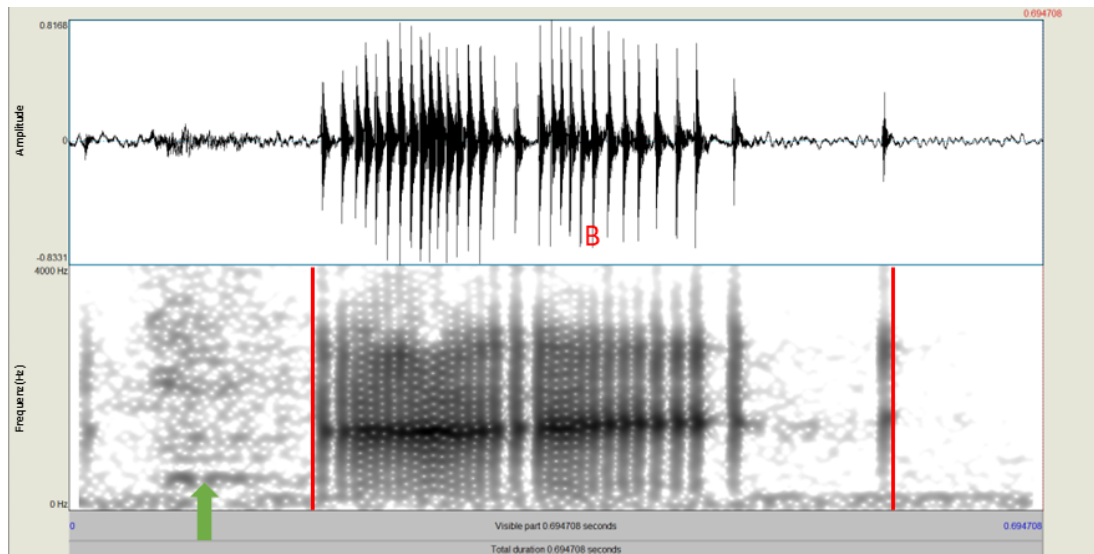 0.694708
0.8168
Amplitude
0
-0.8331
B
4000 Hz
Frequenz(Hz)
0 Hz
0 Visible part 0.694708 seconds 0.694708
Total duration 0.694708 seconds